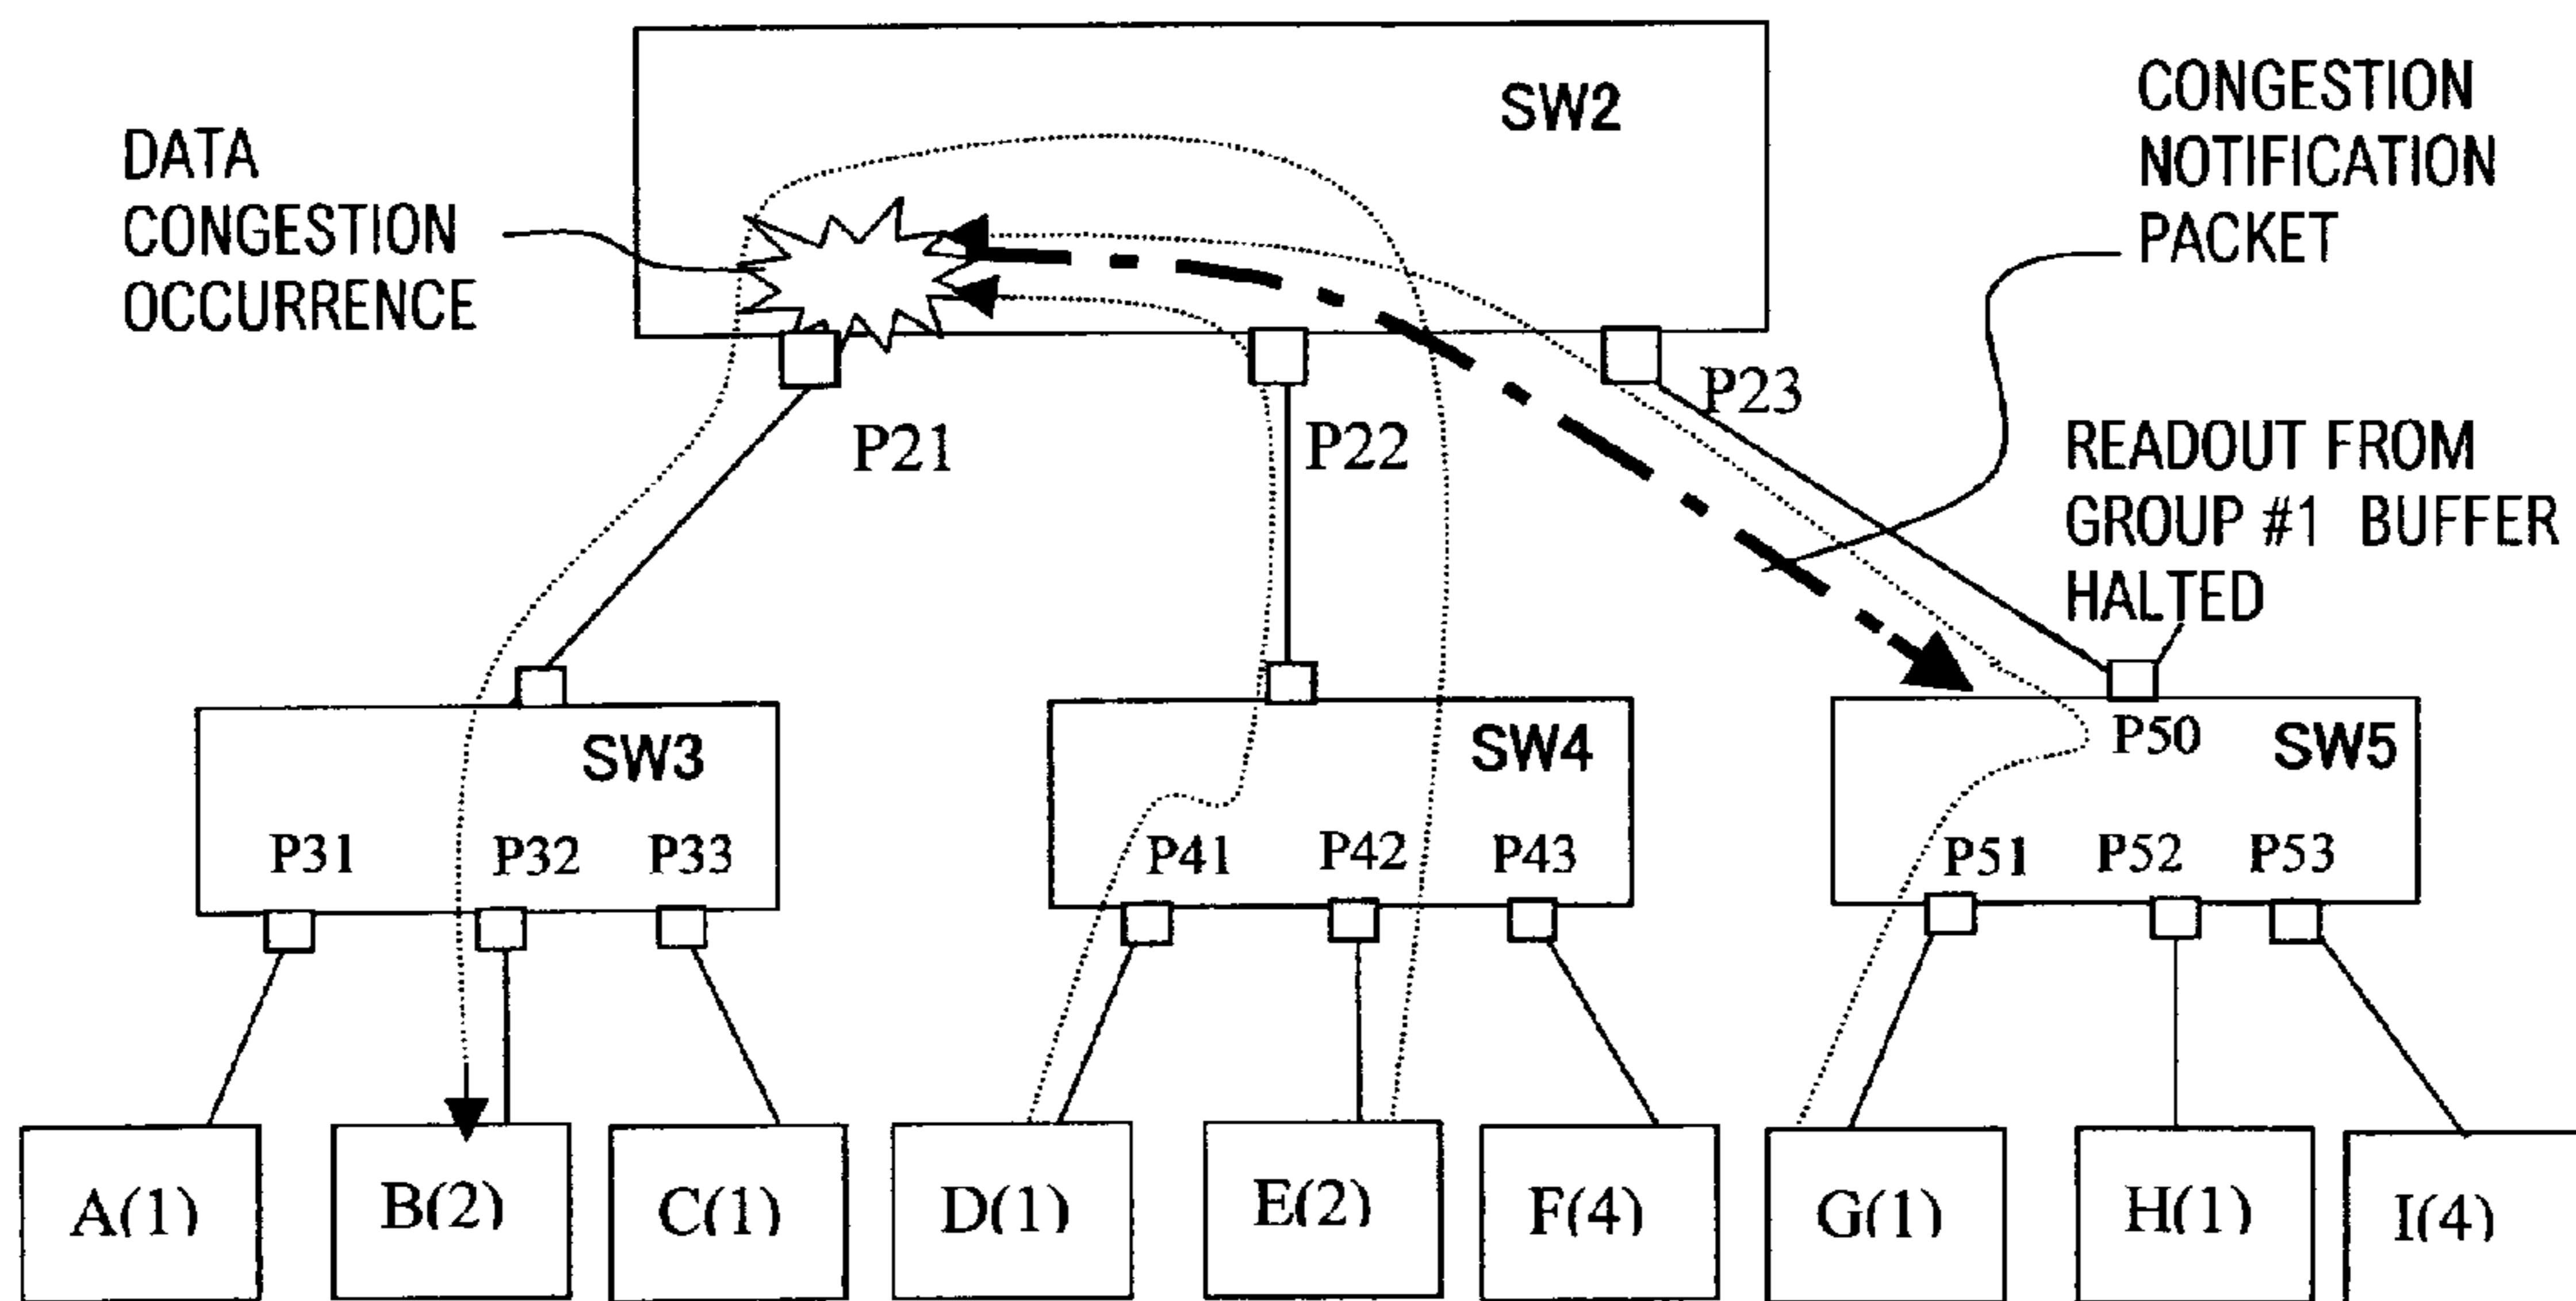 SW2
CONGESTION
NOTIFICATION
PACKET
DATA
CONGESTION
OCCURRENCE
P21
P22
P23
READOUT FROM
GROUP #1 BUFFER
HALTED
SW3
SW4
P50
SW5
P31
P32
P33
P41
P42
P43
P51
P52
P53
A(1)
B(2)
C(1)
D(1)
E(2)
F(4)
G(1)
H(1)
I(4)